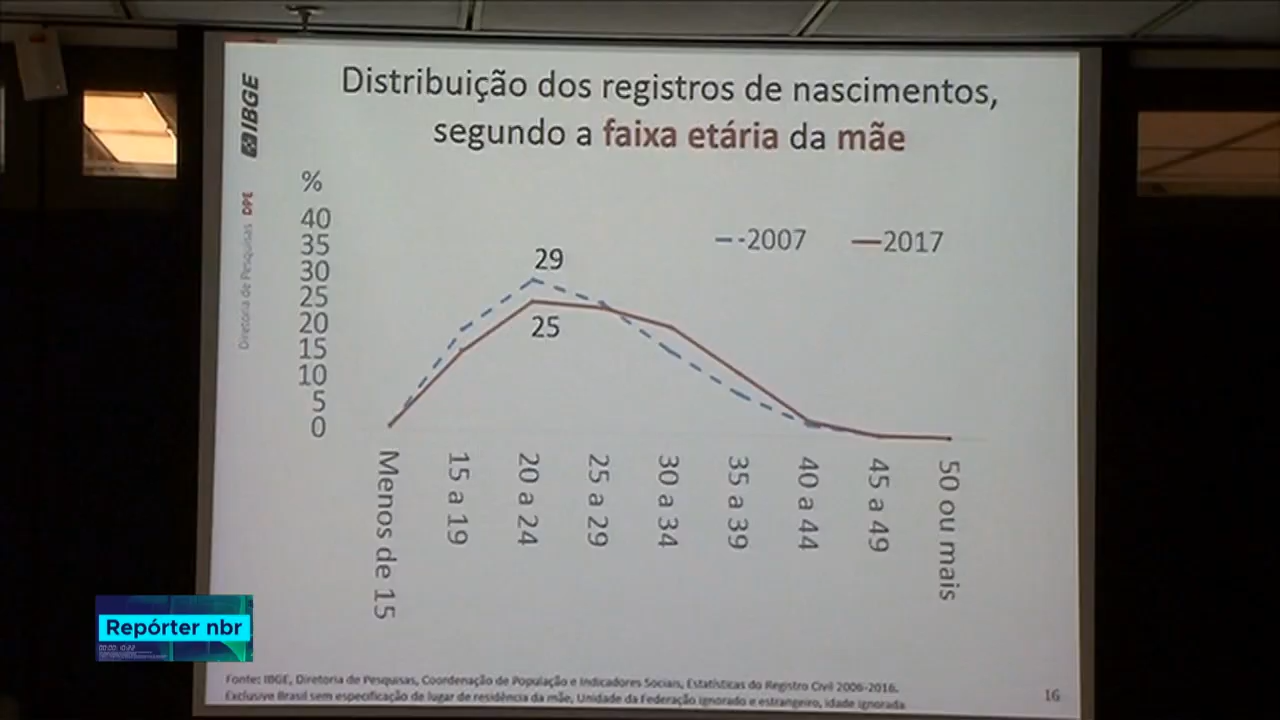 Distribuição dos registros de nascimentos,
segundo a faixa etária da mãe
IBGE
Diretoria de Pesquisas DPE
%
40
35
30
25
20
15
10
5
0
29
25
--2007
—2017
Menos de 15
15 a 19
20 a 24
25 a 29
30 a 34
35 a 39
40 a 44
45 a 49
50 ou mais
Repórter nbr
Fonte: IBGE, Diretoria de Pesquisas, Coordenação de População e Indicadores Sociais, Estatísticas do Registro Civil 2006-2016.
Exclusive Brasil sem especificação de lugar de residência da mãe, Unidade da Federação ignorado e estrangeiro, idade ignorada
16